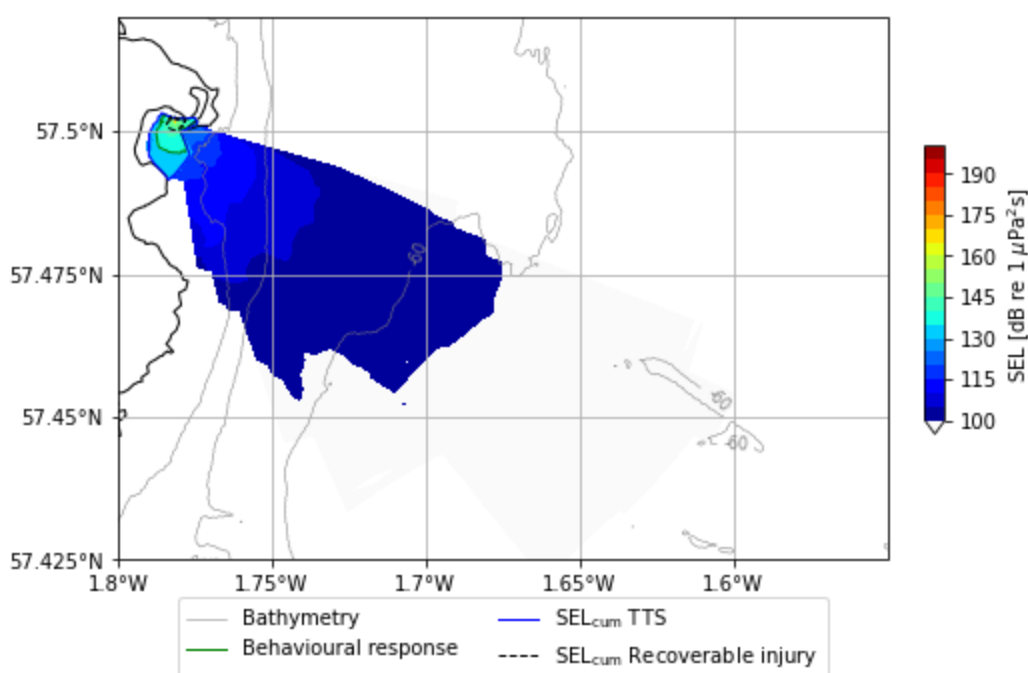 57.5°N
57.475°N
57.45°N
57.425°N
1.8°W 1.75°W 1.7°W 1.65°W 1.6°W
60
60
-60
190
175
160
145
130
115
100
SEL [dB re 1 μPa²s]
Bathymetry
Behavioural response
SELcum TTS
SELcum Recoverable injury